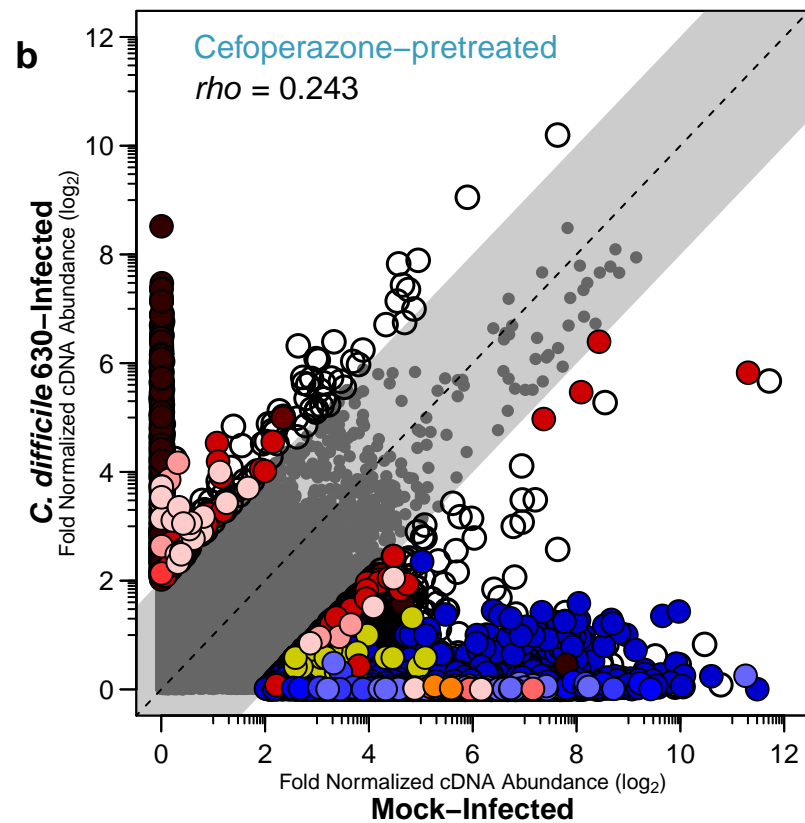 b
Cefoperazone−pretreated
rho = 0.243
C. difficile 630−Infected
Fold Normalized cDNA Abundance (log2)
12
10
8
6
4
2
0
0 2 4 6 8 10 12
Fold Normalized cDNA Abundance (log2)
Mock−Infected